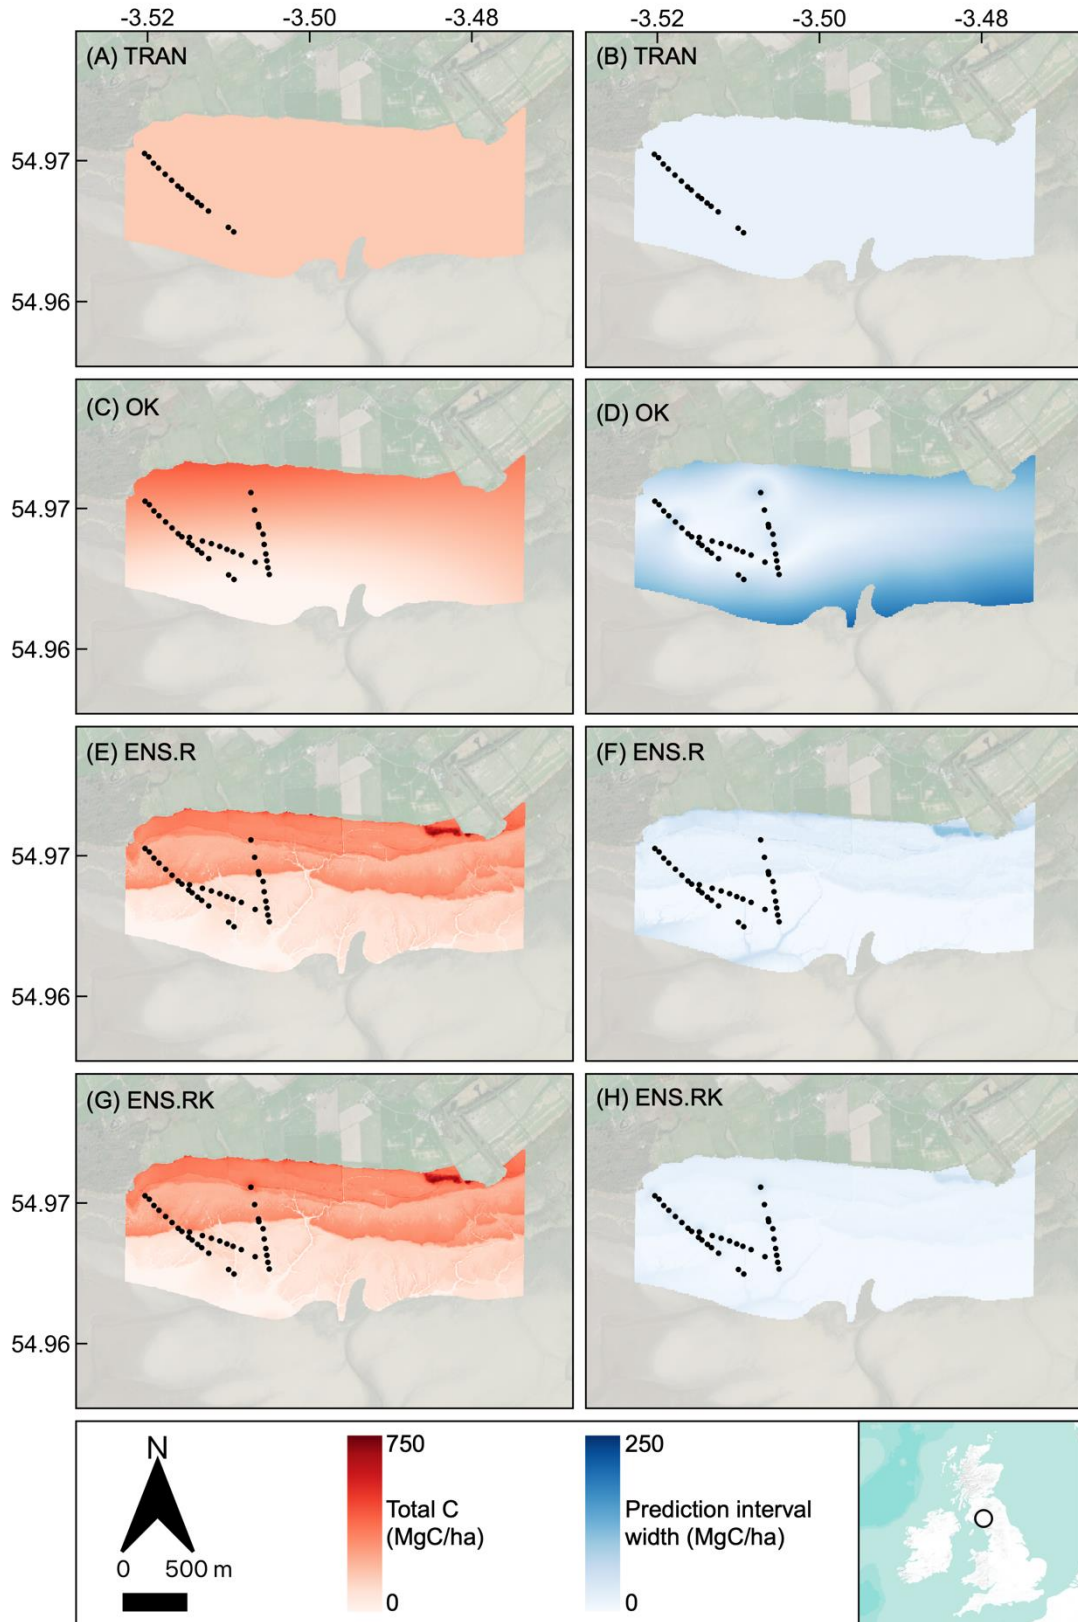 -3.52 -3.50 -3.48 -3.52 -3.50 -3.48
(A) TRAN
(B) TRAN
54.97
54.96
(C) OK
(D) OK
54.97
54.96
(E) ENS.R
(F) ENS.R
54.97
54.96
(G) ENS.RK
(H) ENS.RK
54.97
54.96
N
0 500 m
750
Total C
(MgC/ha)
0
250
Prediction interval
width (MgC/ha)
0